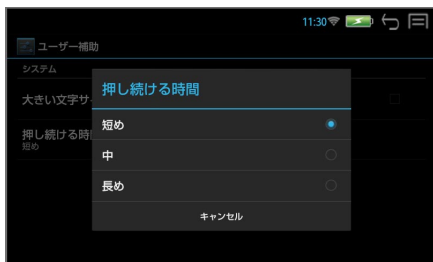 11:30
ユーザー補助
システム
大きい文字サ
押し続ける時
短め
押し続ける時間
短め
中
長め
キャンセル